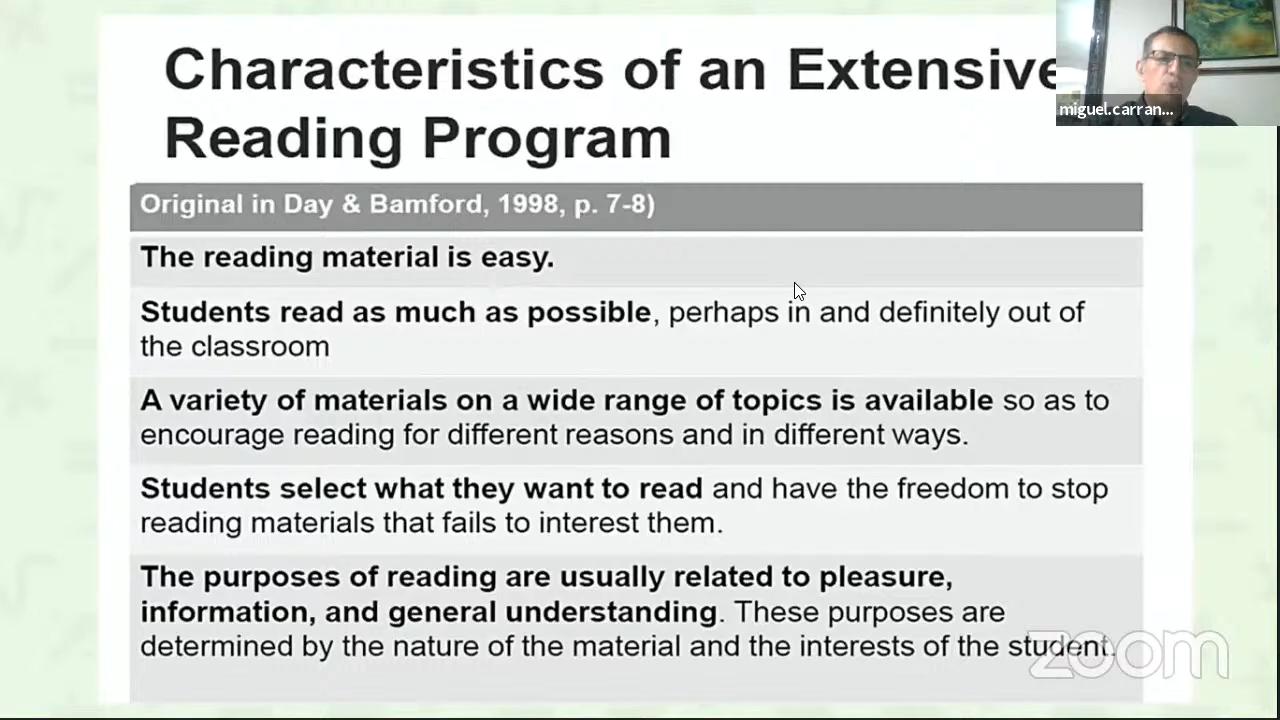 Characteristics of an Extensive
Reading Program
miguel.carran...
Original in Day & Bamford, 1998, p. 7-8)
The reading material is easy.
Students read as much as possible, perhaps in and definitely out of
the classroom
A variety of materials on a wide range of topics is available so as to
encourage reading for different reasons and in different ways.
Students select what they want to read and have the freedom to stop
reading materials that fails to interest them.
The purposes of reading are usually related to pleasure,
information, and general understanding. These purposes are
determined by the nature of the material and the interests of the student.
zoom